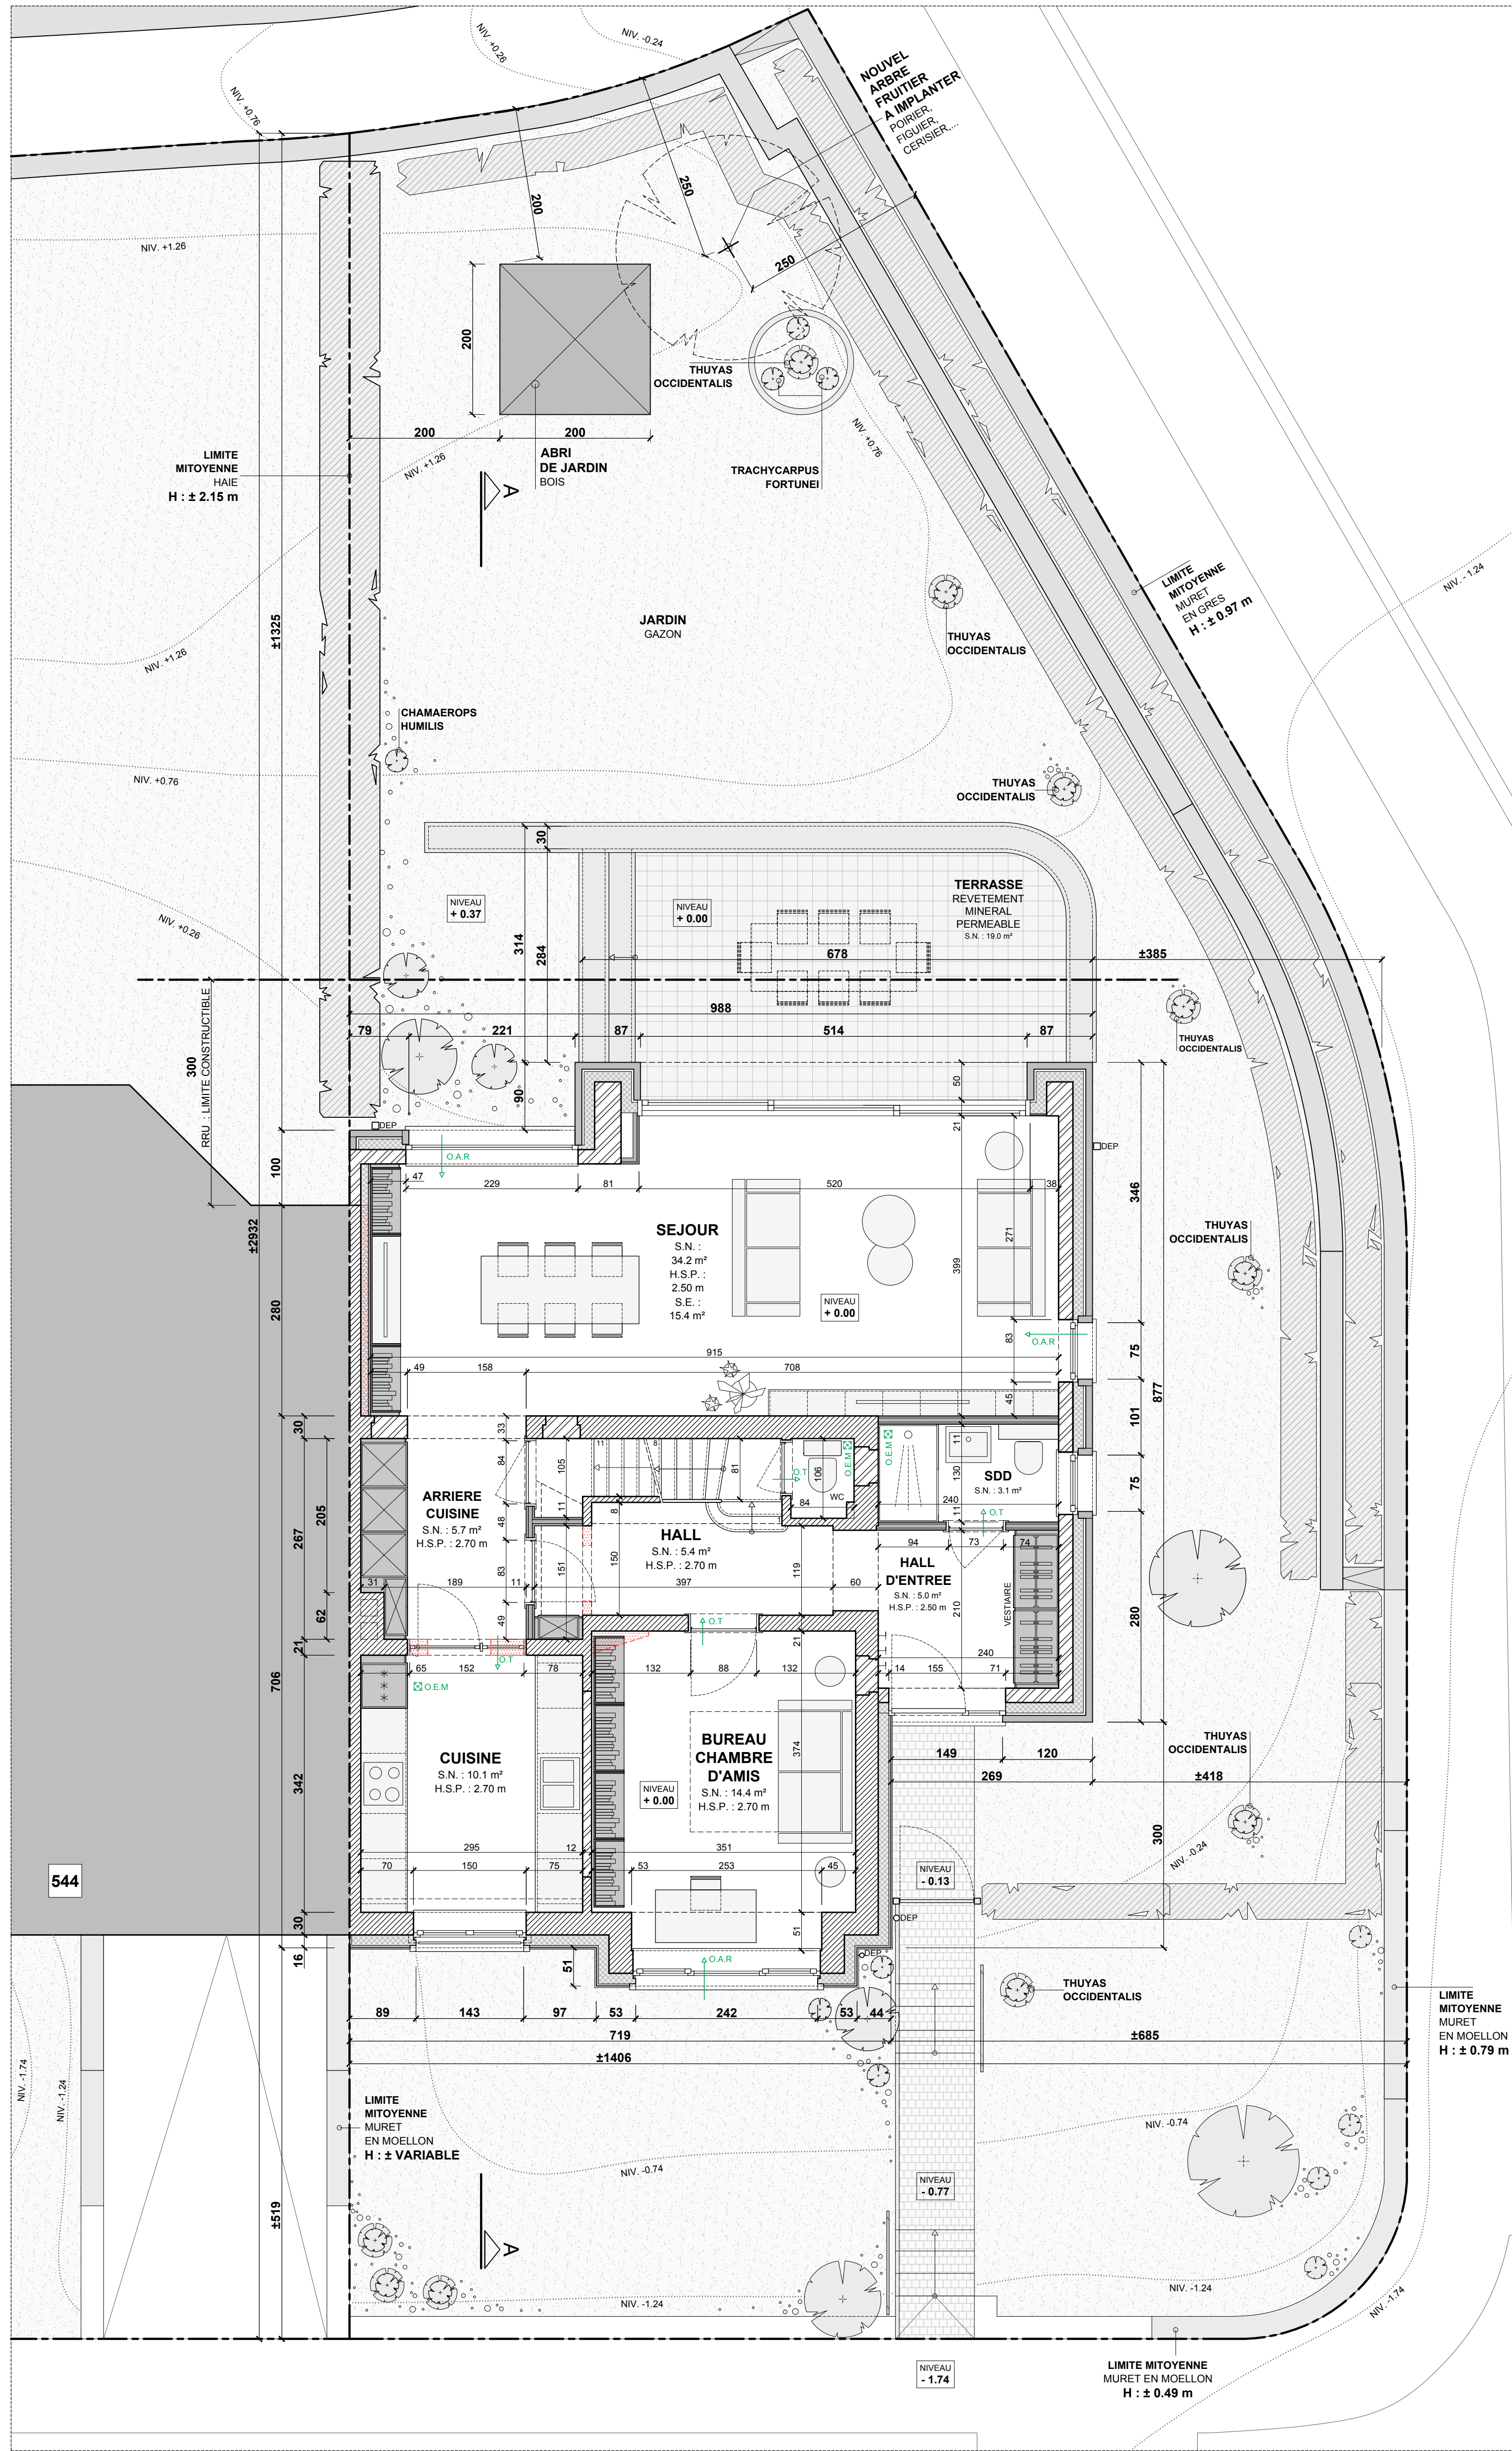 NIV. +0.26
NIV. -0.24
NIV. +0.76
NOUVEL
ARBRE
FRUITIER
A IMPLANTER
POIRIER,
FIGUIER,
CERISIER,...
200
250
250
NIV. +1.26
200
THUYAS
OCCIDENTALIS
200
200
NIV. +0.76
LIMITE
MITOYENNE
HAIE
H : ± 2.15 m
NIV. +1.26
ABRI
DE JARDIN
BOIS
TRACHYCARPUS
FORTUNEI
A
NIV. - 1.24
LIMITE
MITOYENNE
MURET
EN GRES
H : ± 0.97 m
±1325
JARDIN
GAZON
THUYAS
OCCIDENTALIS
NIV. +1.26
CHAMAEROPS
HUMILIS
NIV. +0.76
THUYAS
OCCIDENTALIS
30
NIVEAU
+ 0.37
NIVEAU
+ 0.00
TERRASSE
REVETEMENT
MINERAL
PERMEABLE
S.N. : 19.0 m²
NIV. +0.26
314
284
678
±385
988
79
221
87
514
87
THUYAS
OCCIDENTALIS
300
RRU : LIMITE CONSTRUCTIBLE
90
50
DEP
21
DEP
O.A.R
100
47
229
81
520
38
346
±2932
SEJOUR
S.N. :
34.2 m²
H.S.P. :
2.50 m
S.E. :
15.4 m²
271
399
THUYAS
OCCIDENTALIS
NIVEAU
+ 0.00
280
83
O.A.R
75
915
49
158
708
877
45
101
30
33
11
8
84
105
81
O.T
106
O.E.M
O.E.M
11
130
SDD
S.N. : 3.1 m²
75
ARRIERE
CUISINE
S.N. : 5.7 m²
H.S.P. : 2.70 m
84
WC
240
205
267
11
8
48
HALL
S.N. : 5.4 m²
H.S.P. : 2.70 m
11
O.T
94
73
74
151
150
119
83
HALL
D'ENTREE
S.N. : 5.0 m²
H.S.P. : 2.50 m
VESTIAIRE
31
189
11
397
60
210
280
62
49
O.T
21
21
240
706
65
152
O.T
78
132
88
132
14
155
71
O.E.M
CUISINE
S.N. : 10.1 m²
H.S.P. : 2.70 m
BUREAU
CHAMBRE
D'AMIS
S.N. : 14.4 m²
H.S.P. : 2.70 m
374
149
120
THUYAS
OCCIDENTALIS
342
NIVEAU
+ 0.00
269
±418
300
295
12
351
70
150
75
53
253
45
544
NIVEAU
- 0.13
NIV. -0.24
30
51
DEP
16
51
O.A.R
DEP
THUYAS
OCCIDENTALIS
LIMITE
MITOYENNE
MURET
EN MOELLON
H : ± 0.79 m
89
143
97
53
242
53
44
719
±685
±1406
NIV. -1.74
NIV. -1.24
LIMITE
MITOYENNE
MURET
EN MOELLON
H : ± VARIABLE
NIV. -0.74
NIV. -0.74
NIVEAU
- 0.77
±519
A
NIV. -1.24
NIV. -1.24
NIV. -1.74
NIVEAU
- 1.74
LIMITE MITOYENNE
MURET EN MOELLON
H : ± 0.49 m